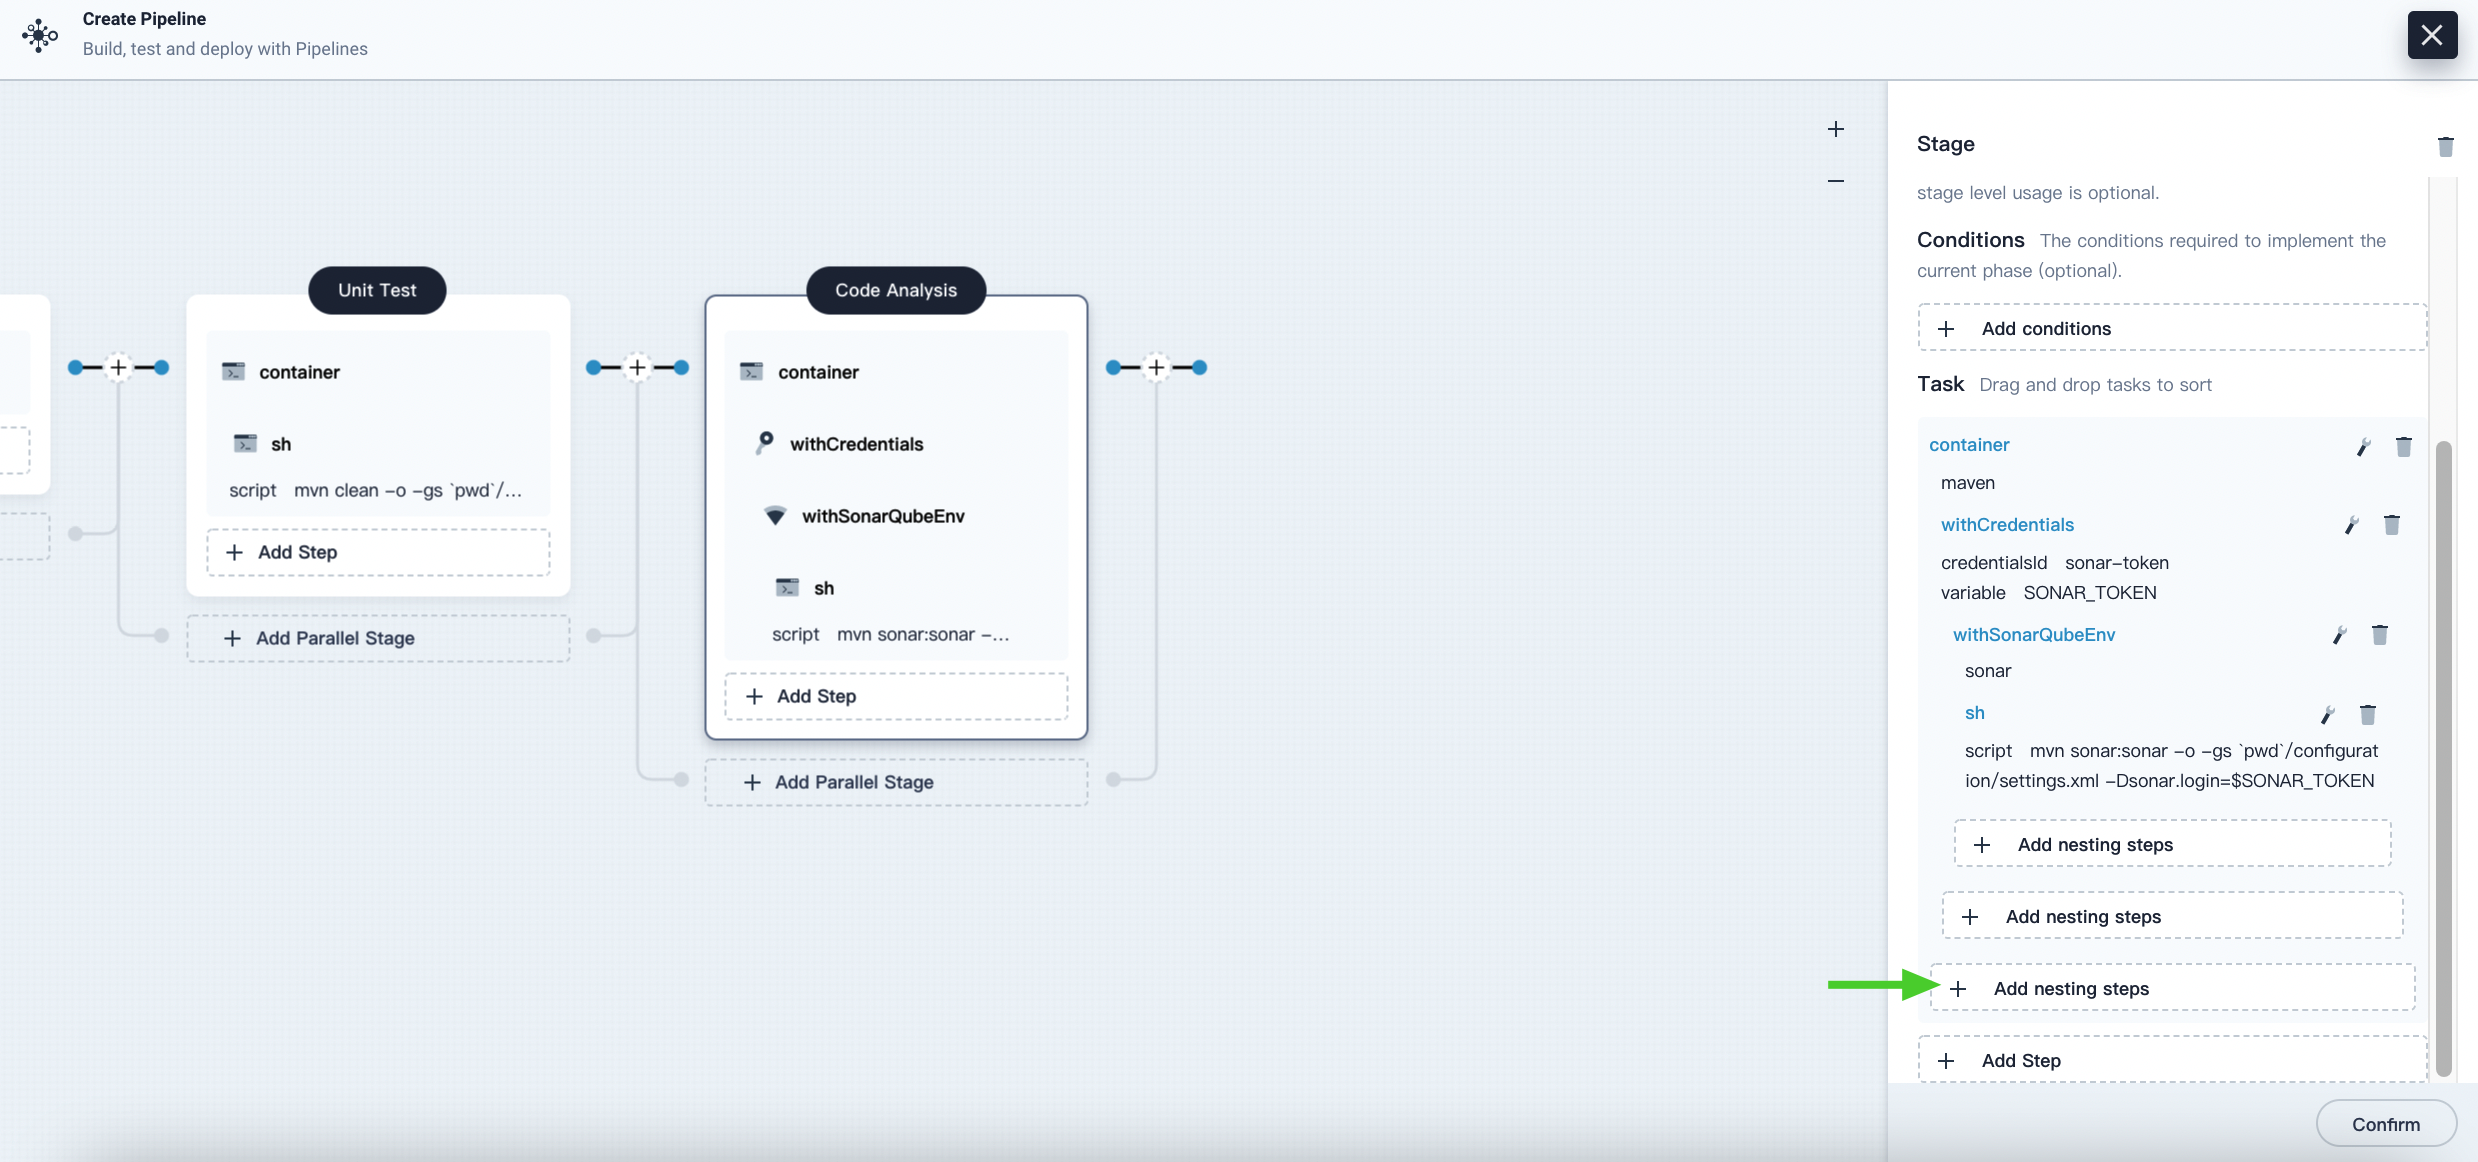 Create Pipeline
Build, test and deploy with Pipelines
Unit Test
container
sh
script mvn clean -o -gs `pwd`/...
Add Step
Add Parallel Stage
Code Analysis
container
withCredentials
withSonarQubeEnv
sh
script mvn sonar:sonar -...
Add Step
Add Parallel Stage
Stage
stage level usage is optional.
Conditions The conditions required to implement the
current phase (optional).
Add conditions
Task Drag and drop tasks to sort
container
maven
withCredentials
credentialsId sonar-token
variable SONAR_TOKEN
withSonarQubeEnv
sonar
sh
script mvn sonar:sonar -o -gs `pwd`/configurat
ion/settings.xml -Dsonar.login=$SONAR_TOKEN
Add nesting steps
Add nesting steps
Add nesting steps
Add Step
Confirm